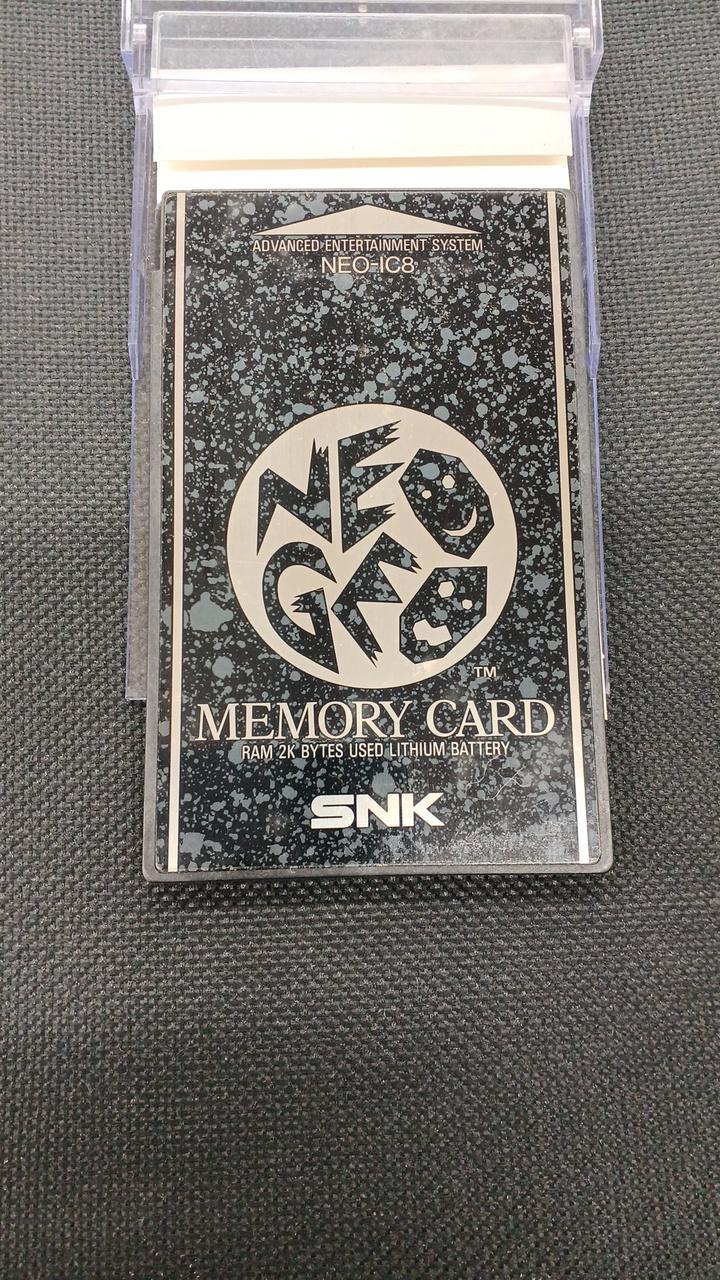 ADVANCED ENTERTAINMENT SYSTEM
NEO-IC8
NEO
GEO
TM
MEMORY CARD
RAM 2K BYTES USED LITHIUM BATTERY
SNK